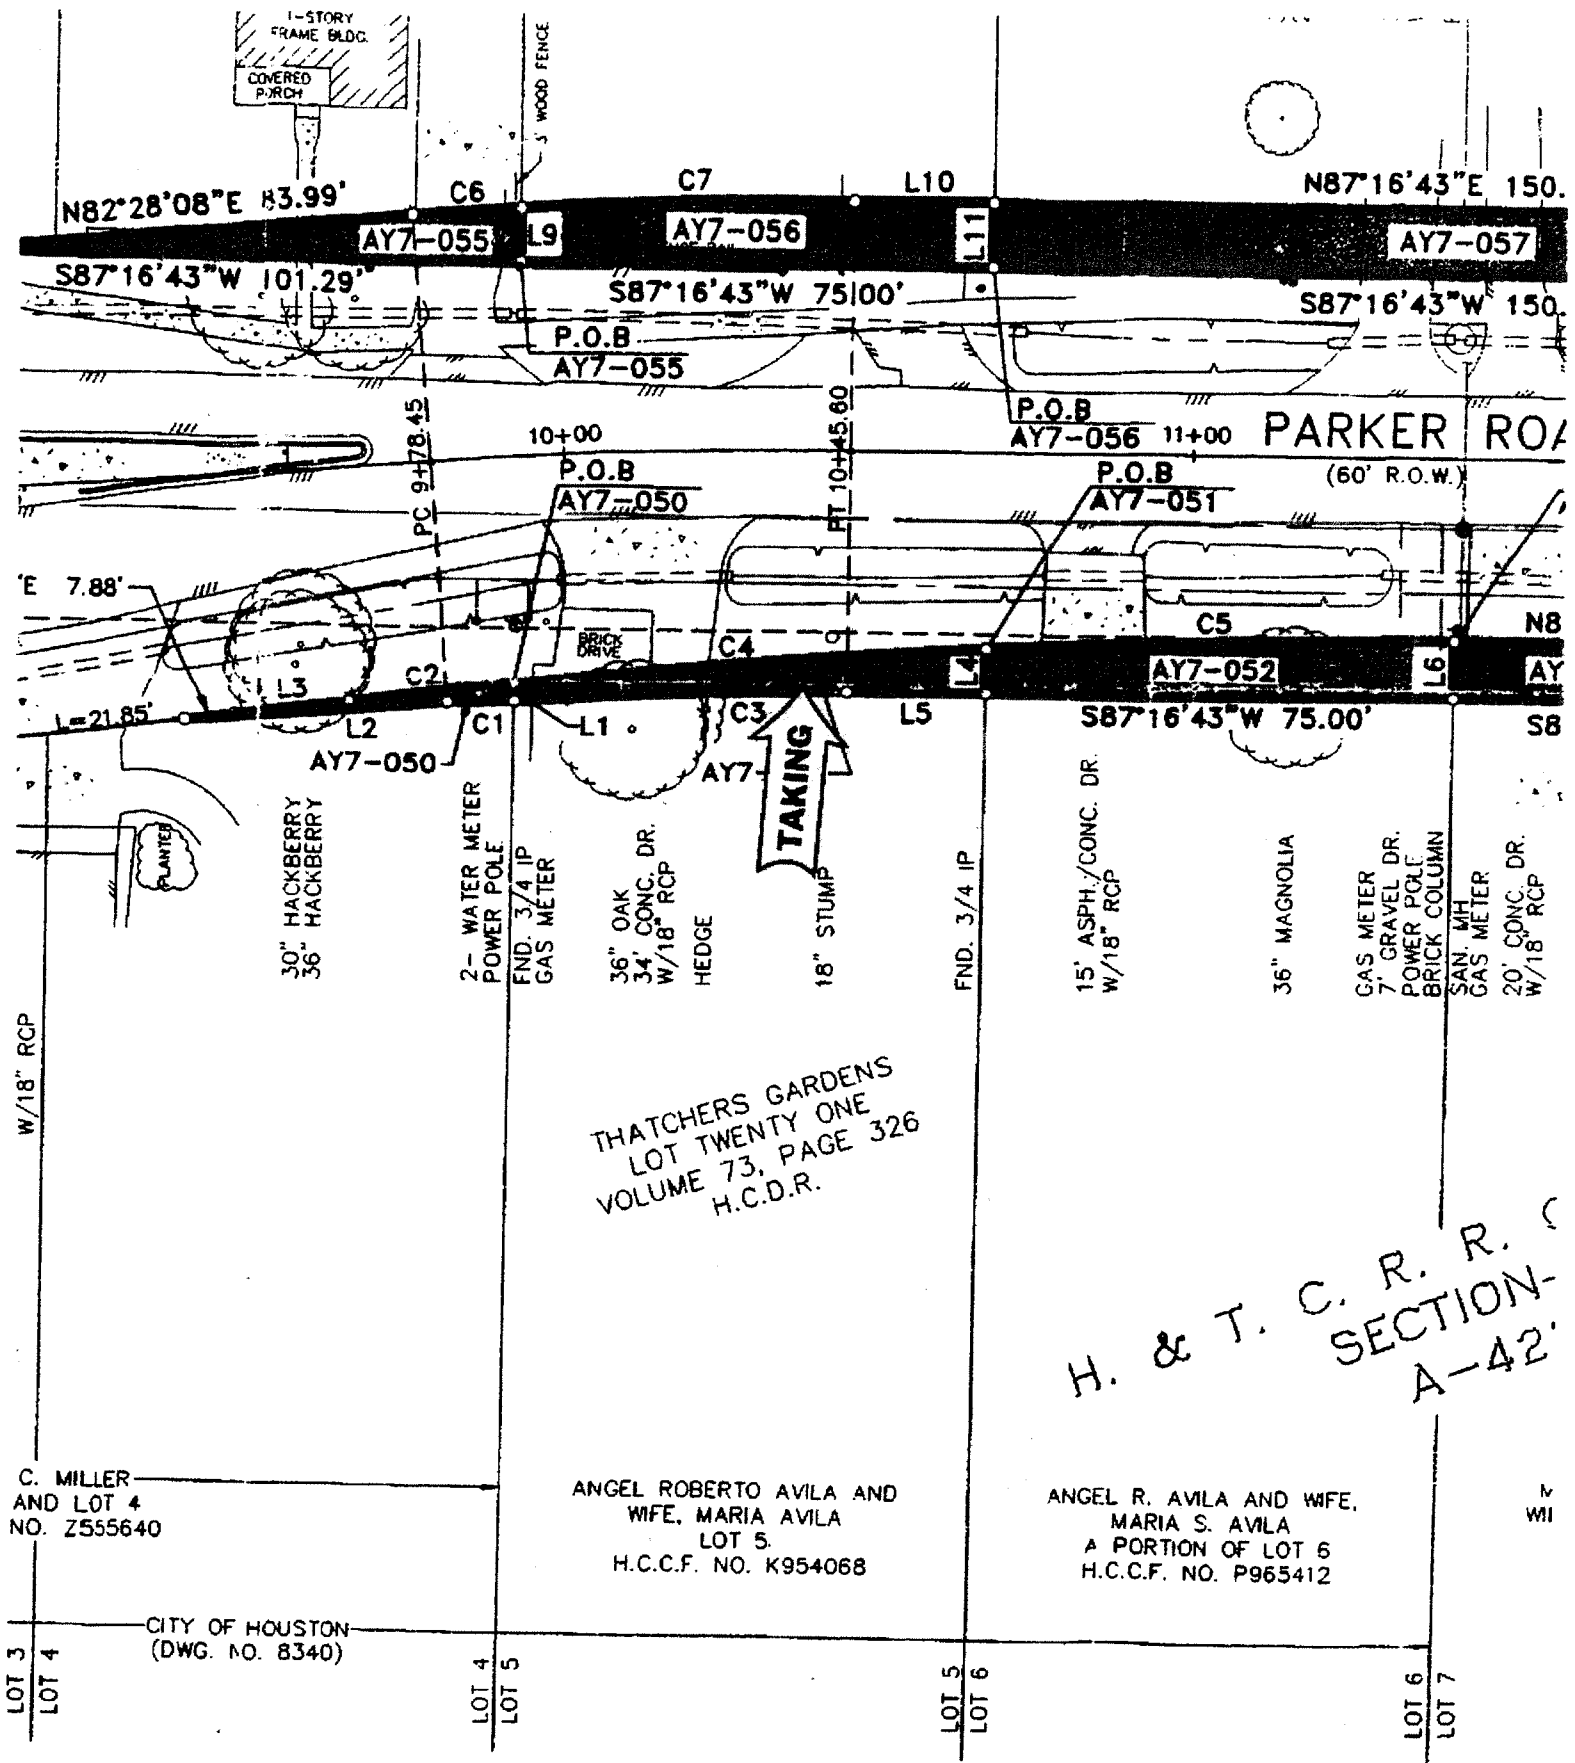 1-STORY
FRAME BLDG.
COVERED
PORCH
WOOD FENCE
N82°28'08"E 83.99'
C6
C7
L10
N87°16'43"E 150.
AY7-055
L9
AY7-056
L11
AY7-057
S87°16'43"W 101.29'
S87°16'43"W 75.00'
S87°16'43"W 150.
P.O.B
AY7-055
PC 9+78.45
PT 10+45.60
P.O.B
AY7-056
10+00
11+00
PARKER ROA
(60' R.O.W.)
P.O.B
AY7-050
P.O.B
AY7-051
'E 7.88'
BRICK
DRIVE
C4
C5
N8
L3
C2
L4
AY7-052
L6
AY
L=21.85'
L2
C1
L1
C3
L5
S87°16'43"W 75.00'
S8
AY7-050
AY7-
TAKING
PLANTER
30" HACKBERRY
36" HACKBERRY
2- WATER METER
POWER POLE
FND. 3/4 IP
GAS METER
36" OAK
34' CONC. DR.
W/18" RCP
HEDGE
18" STUMP
FND. 3/4 IP
15' ASPH./CONC. DR.
W/18" RCP
36" MAGNOLIA
GAS METER
7' GRAVEL DR.
POWER POLE
BRICK COLUMN
SAN. MH
GAS METER
20' CONC. DR.
W/18" RCP
W/18" RCP
THATCHERS GARDENS
LOT TWENTY ONE
VOLUME 73, PAGE 326
H.C.D.R.
H. & T. C. R. R.
SECTION-
A-42
C. MILLER
AND LOT 4
NO. Z555640
ANGEL ROBERTO AVILA AND
WIFE, MARIA AVILA
LOT 5.
H.C.C.F. NO. K954068
ANGEL R. AVILA AND WIFE,
MARIA S. AVILA
A PORTION OF LOT 6
H.C.C.F. NO. P965412
WI
CITY OF HOUSTON
(DWG. NO. 8340)
LOT 3
LOT 4
LOT 4
LOT 5
LOT 5
LOT 6
LOT 6
LOT 7